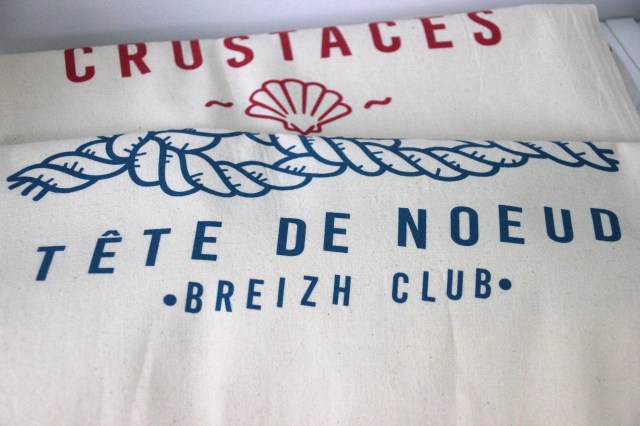 CRUSTACES
~ ~
TÊTE DE NOEUD
•BREIZH CLUB•